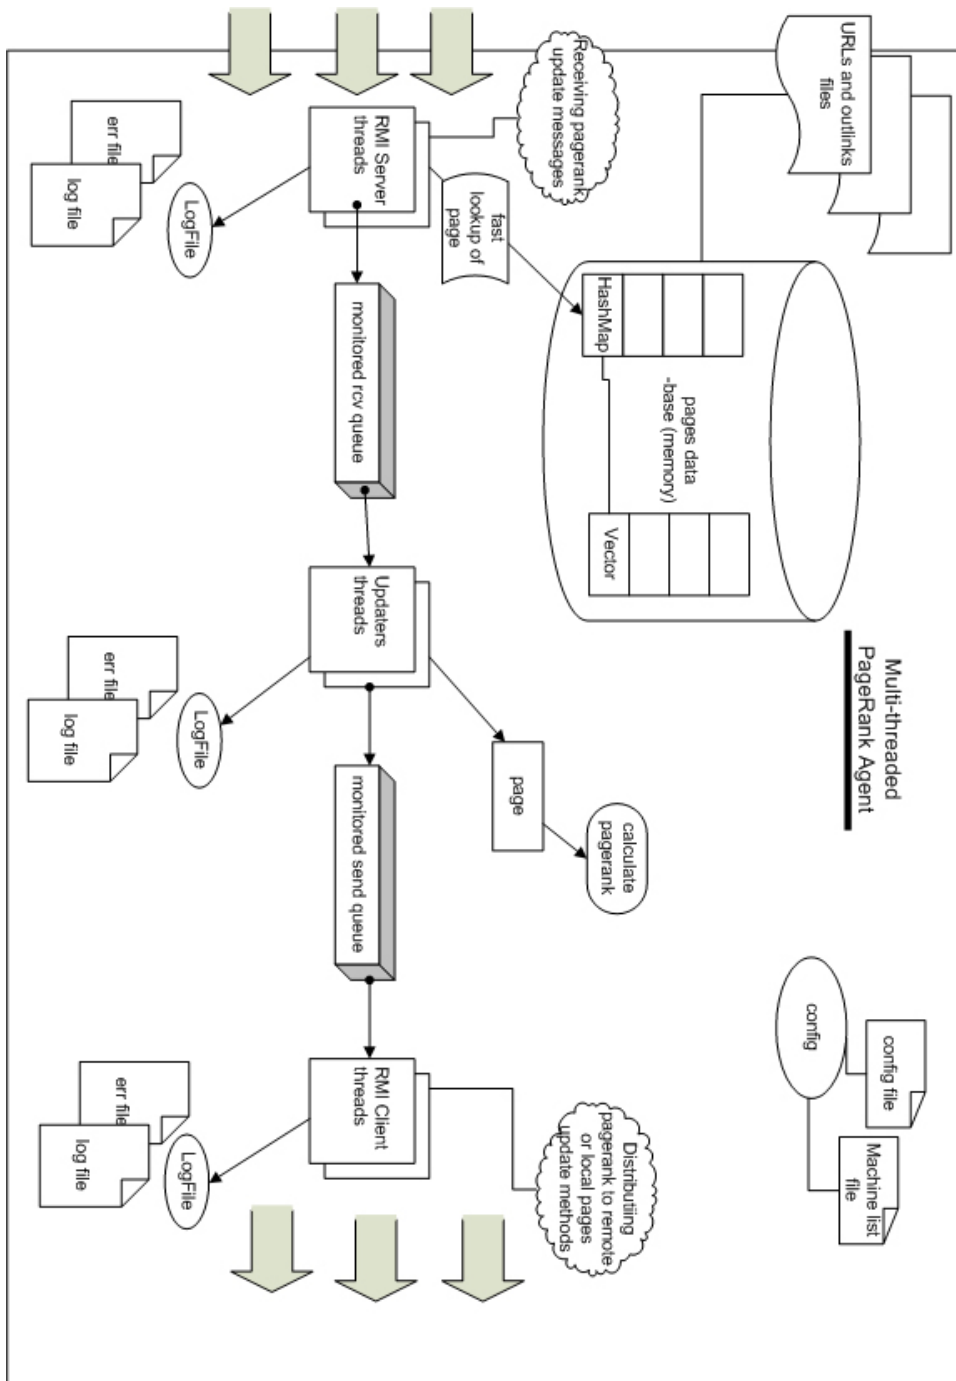 Multi-threaded
PageRank Agent
URLs and outlinks
files
Receiving pagerank
update messages
fast
lookup of
page
HashMap
pages data
-base (memory)
Vector
RMI Server
threads
LogFile
err file
log file
monitored rcv queue
Updaters
threads
LogFile
err file
log file
page
calculate
pagerank
monitored send queue
RMI Client
threads
LogFile
err file
log file
Distributiing
pagerank to remote
or local pages
update methods
config
config file
Machine list
file